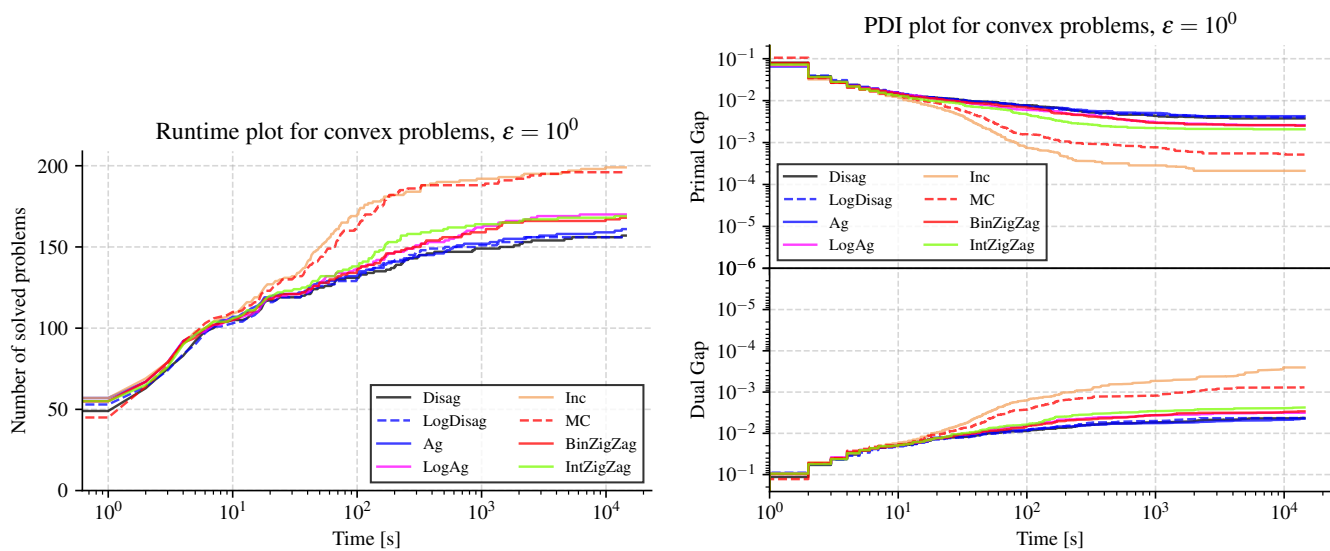 Runtime plot for convex problems, ε = 10⁰
Number of solved problems
200
150
100
50
0
10⁰ 10¹ 10² 10³ 10⁴
Time [s]
Disag Inc
LogDisag MC
Ag BinZigZag
LogAg IntZigZag
PDI plot for convex problems, ε = 10⁰
Primal Gap
10⁻¹
10⁻²
10⁻³
10⁻⁴
10⁻⁵
10⁻⁶
Disag Inc
LogDisag MC
Ag BinZigZag
LogAg IntZigZag
Dual Gap
10⁻⁵
10⁻⁴
10⁻³
10⁻²
10⁻¹
10⁰ 10¹ 10² 10³ 10⁴
Time [s]